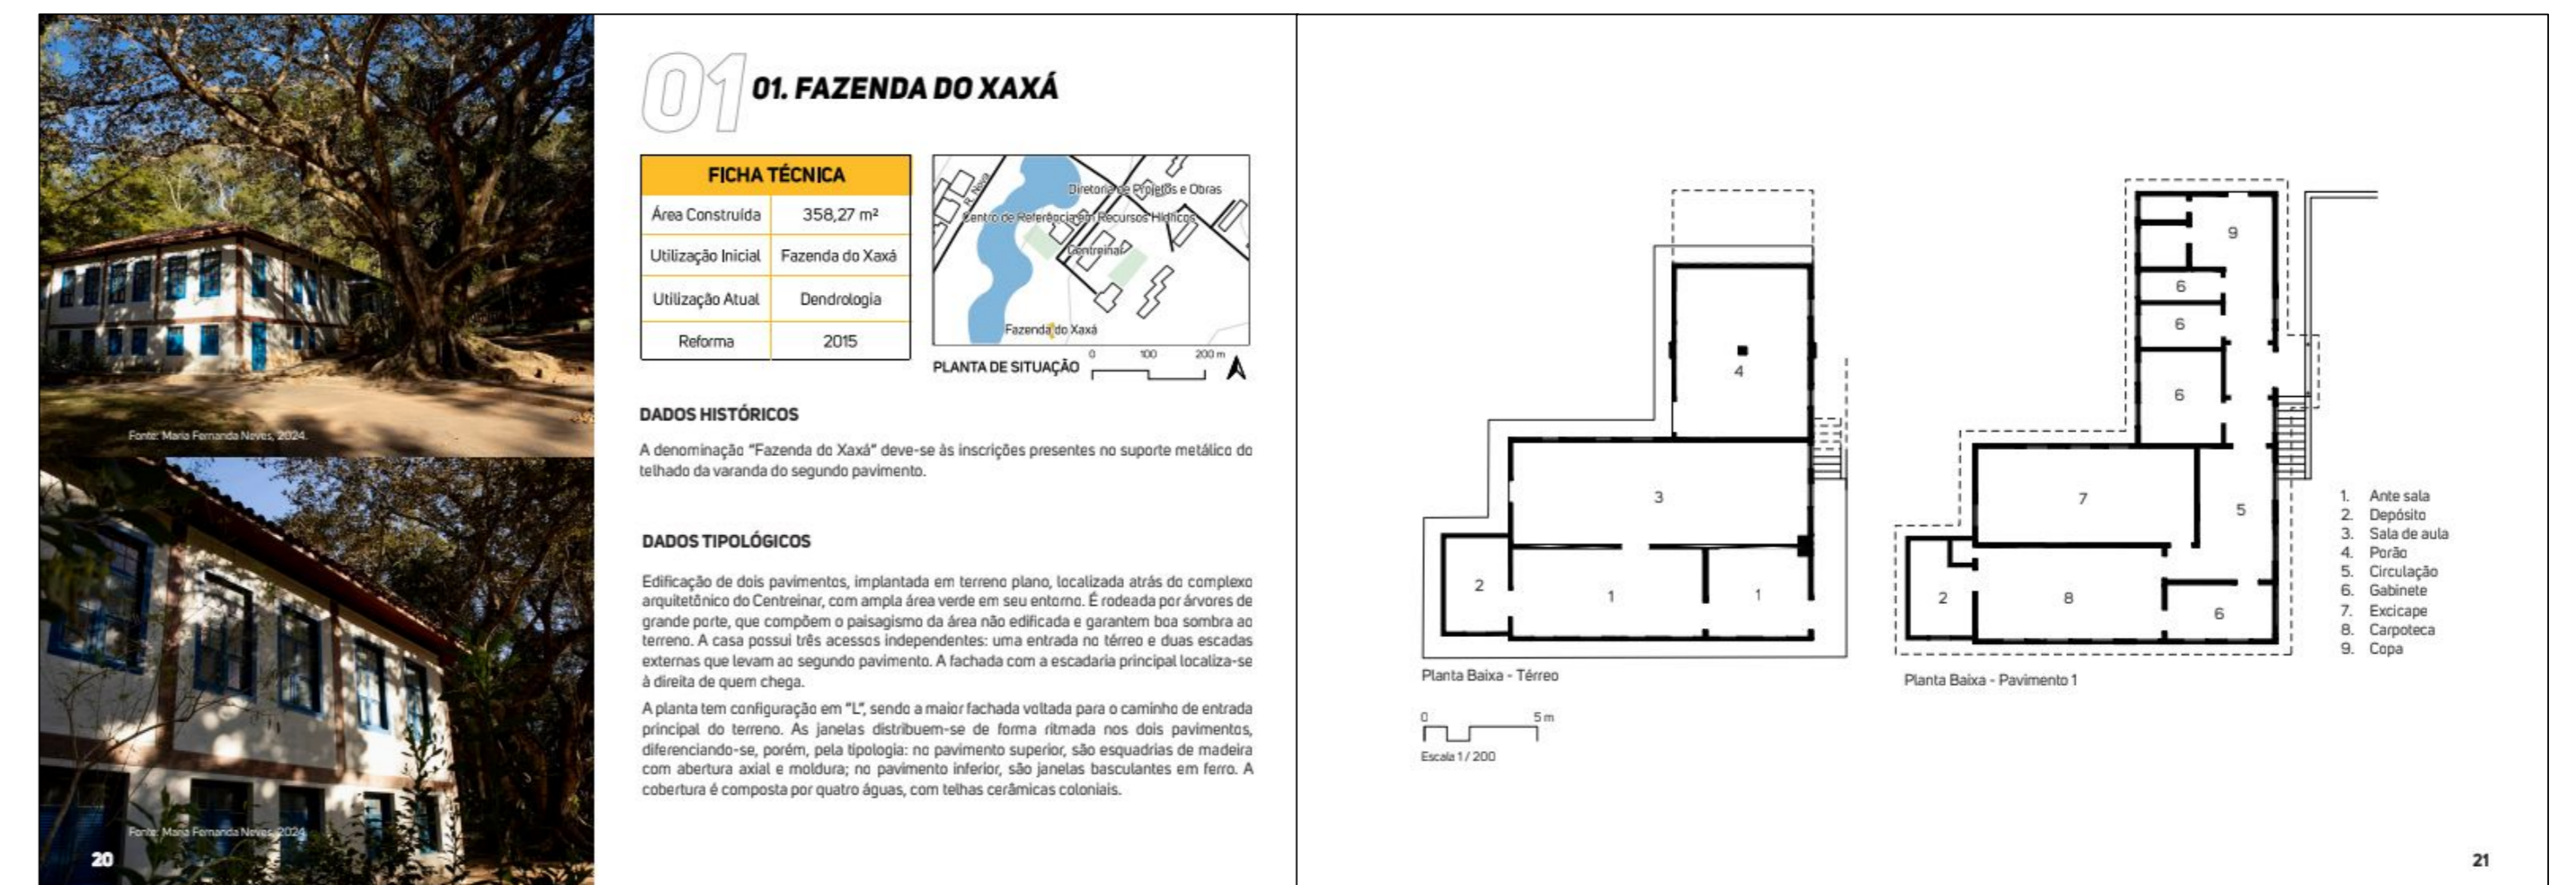 Fonte: Maria Fernanda Neves, 2024.
Fonte: Maria Fernanda Neves, 2024.
20
01
01. FAZENDA DO XAXÁ
FICHA TÉCNICA
Área Construída 358,27 m²
Utilização Inicial Fazenda do Xaxá
Utilização Atual Dendrologia
Reforma 2015
R. Nova
Diretoria de Projetos e Obras
Centro de Referência em Recursos Hídricos
Centreinar
Fazenda do Xaxá
PLANTA DE SITUAÇÃO
0 100 200 m
DADOS HISTÓRICOS
A denominação “Fazenda do Xaxá” deve-se às inscrições presentes no suporte metálico do
telhado da varanda do segundo pavimento.
DADOS TIPOLÓGICOS
Edificação de dois pavimentos, implantada em terreno plano, localizada atrás do complexo
arquitetônico do Centreinar, com ampla área verde em seu entorno. É rodeada por árvores de
grande porte, que compõem o paisagismo da área não edificada e garantem boa sombra ao
terreno. A casa possui três acessos independentes: uma entrada no térreo e duas escadas
externas que levam ao segundo pavimento. A fachada com a escadaria principal localiza-se
à direita de quem chega.
A planta tem configuração em “L”, sendo a maior fachada voltada para o caminho de entrada
principal do terreno. As janelas distribuem-se de forma ritmada nos dois pavimentos,
diferenciando-se, porém, pela tipologia: no pavimento superior, são esquadrias de madeira
com abertura axial e moldura; no pavimento inferior, são janelas basculantes em ferro. A
cobertura é composta por quatro águas, com telhas cerâmicas coloniais.
4
3
2
1
1
Planta Baixa - Térreo
0 5 m
Escala 1 / 200
9
6
6
6
7
5
2
8
6
Planta Baixa - Pavimento 1
1. Ante sala
2. Depósito
3. Sala de aula
4. Porão
5. Circulação
6. Gabinete
7. Excicape
8. Carpoteca
9. Copa
21